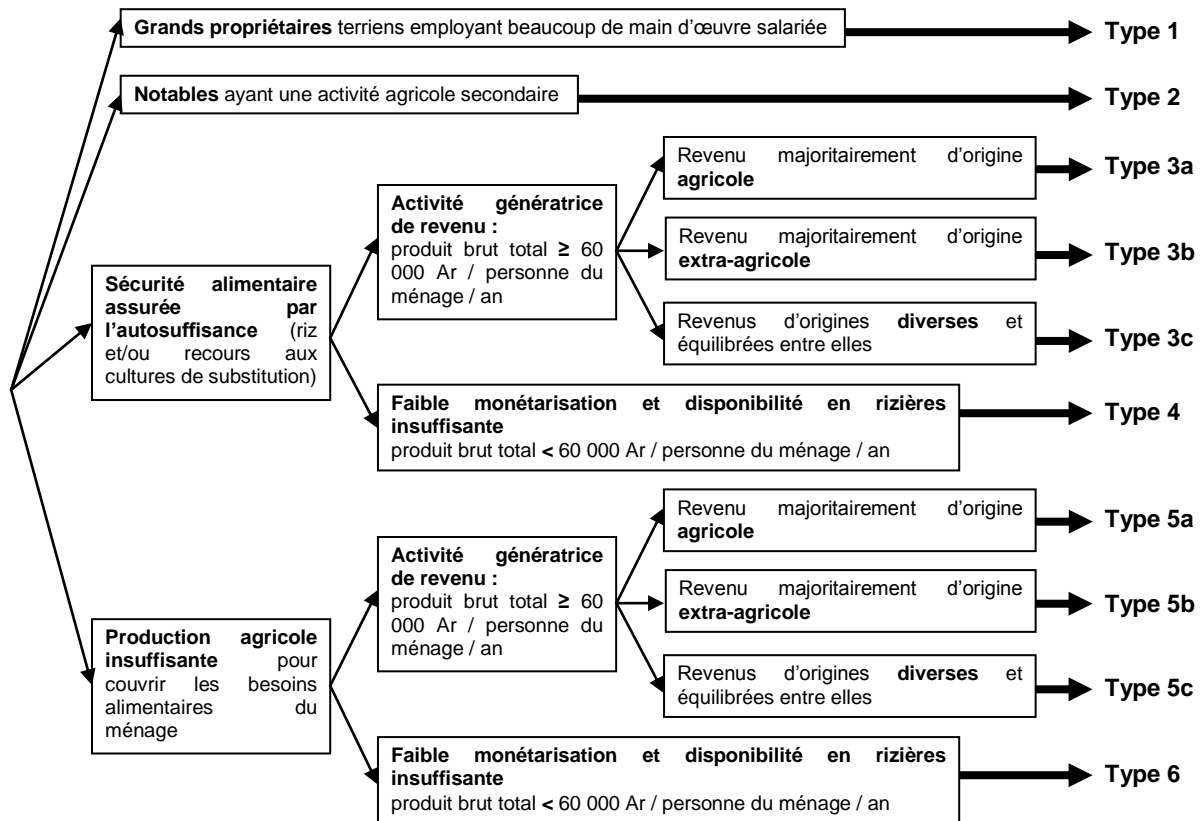 Grands propriétaires terriens employant beaucoup de main d'œuvre salariée
Type 1
Notables ayant une activité agricole secondaire
Type 2
Sécurité alimentaire
assurée par
l'autosuffisance (riz
et/ou recours aux
cultures de substitution)
Activité génératrice
de revenu :
produit brut total ≥ 60
000 Ar / personne du
ménage / an
Revenu majoritairement d'origine
agricole
Type 3a
Revenu majoritairement d'origine
extra-agricole
Type 3b
Revenus d'origines diverses et
équilibrées entre elles
Type 3c
Faible monétarisation et disponibilité en rizières
insuffisante
produit brut total < 60 000 Ar / personne du ménage / an
Type 4
Production agricole
insuffisante pour
couvrir les besoins
alimentaires du
ménage
Activité génératrice
de revenu :
produit brut total ≥ 60
000 Ar / personne du
ménage / an
Revenu majoritairement d'origine
agricole
Type 5a
Revenu majoritairement d'origine
extra-agricole
Type 5b
Revenus d'origines diverses et
équilibrées entre elles
Type 5c
Faible monétarisation et disponibilité en rizières
insuffisante
produit brut total < 60 000 Ar / personne du ménage / an
Type 6